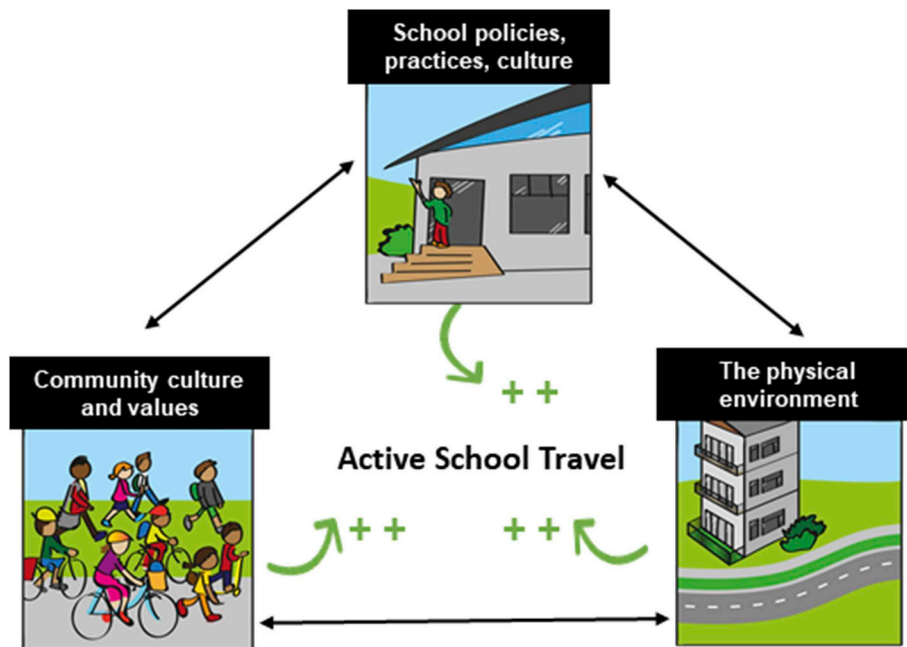 School policies,
practices, culture
Community culture
and values
The physical
environment
+ +
Active School Travel
+ +
+ +